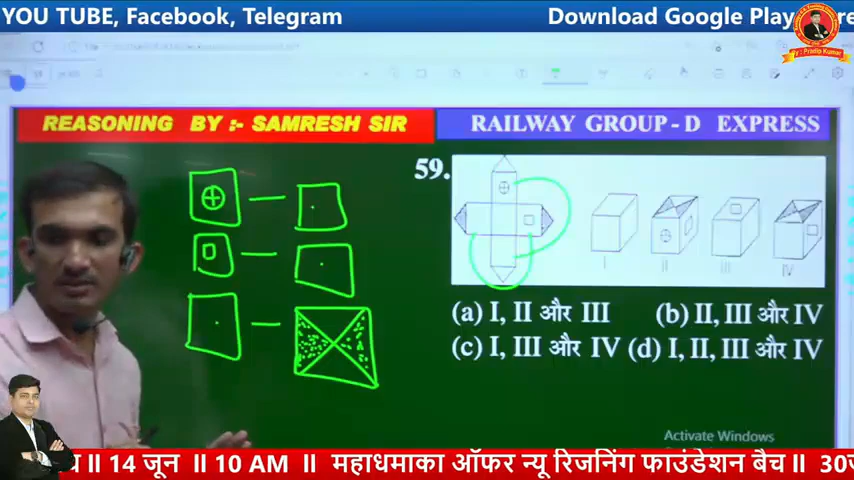 YOU TUBE, Facebook, Telegram
Download Google Play
Pradip Kumar
REASONING BY :- SAMRESH SIR
RAILWAY GROUP - D EXPRESS
59.
I II III IV
(a) I, II और III (b) II, III और IV
(c) I, III और IV (d) I, II, III और IV
Activate Windows
II 14 जून II 10 AM II महाधमाका ऑफर न्यू रिजनिंग फाउंडेशन बैच II 30